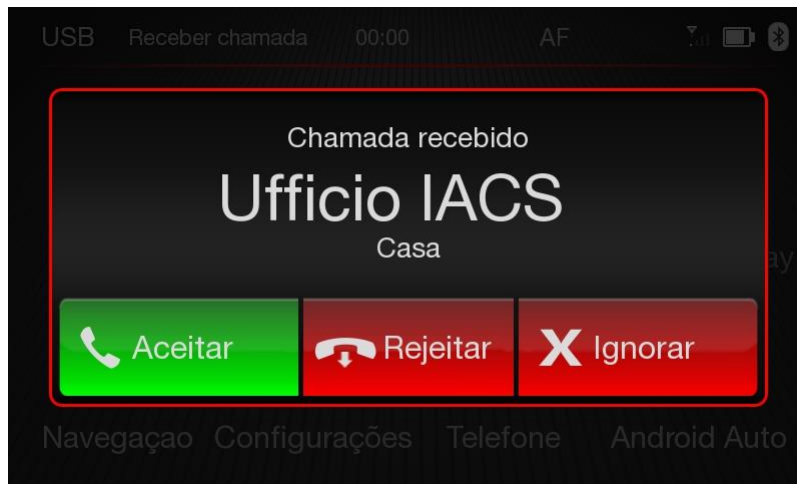 USB Receber chamada 00:00 AF
Chamada recebido
Ufficio IACS
Casa
Aceitar Rejeitar Ignorar
Navegaçao Configurações Telefone Android Auto